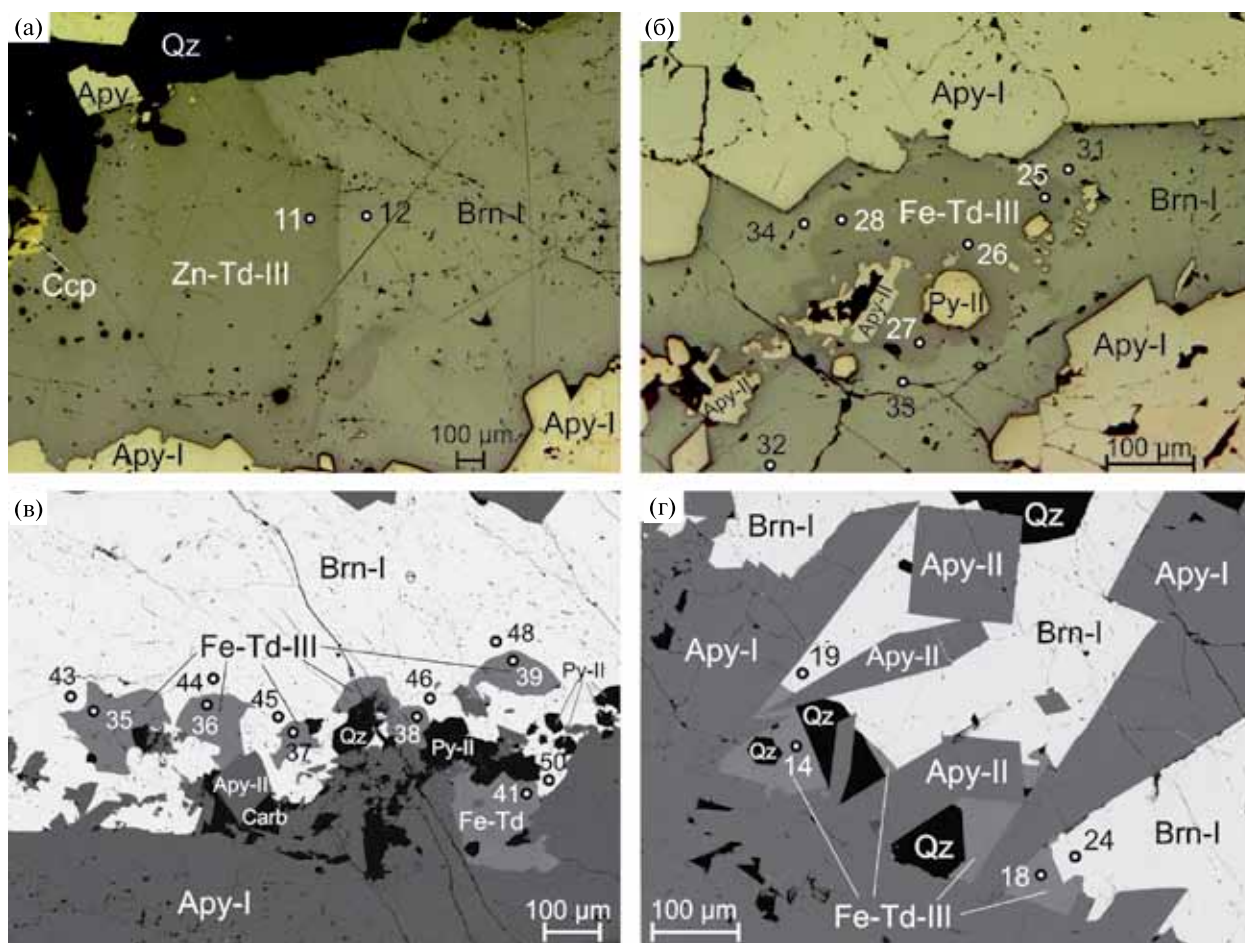 (а)
Qz
Apy
11
12
Brn-I
Zn-Td-III
Ccp
100 µm
Apy-I
Apy-I
(б)
Apy-I
31
25
Brn-I
34
28
Fe-Td-III
26
Apy-II
Py-II
27
Apy-I
Apy-II
33
32
100 µm
(в)
Brn-I
48
Fe-Td-III
39
43
44
46
Py-II
35
36
45
38
37
Qz
Py-II
50
Apy-II
41
Carb
Fe-Td
Apy-I
100 µm
(г)
Qz
Brn-I
Apy-II
Apy-I
Apy-I
Brn-I
19
Apy-II
Qz
Qz
14
Apy-II
Qz
24
Brn-I
18
Fe-Td-III
100 µm